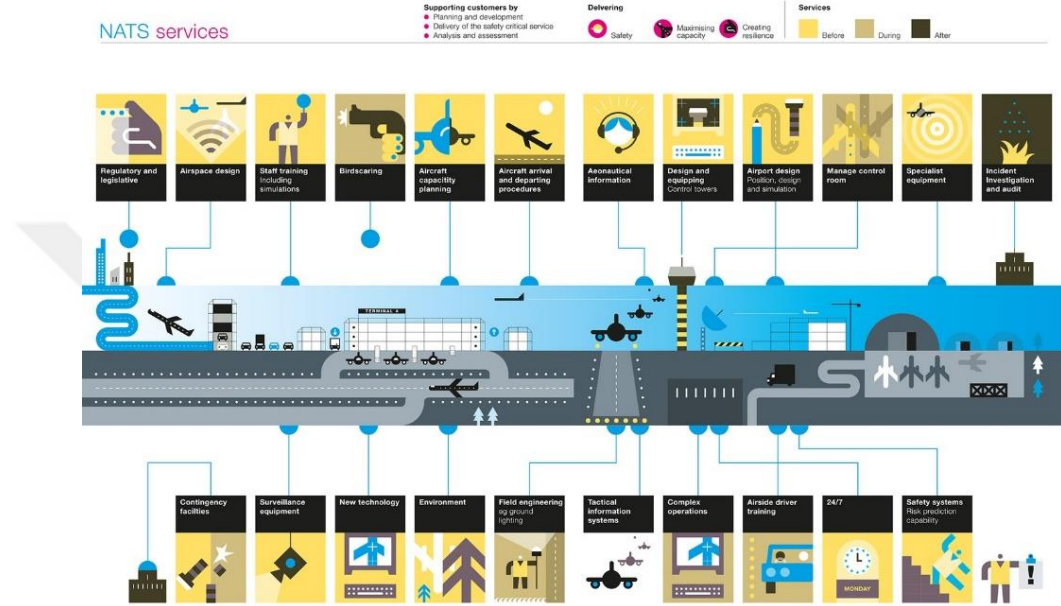 NATS services
Supporting customers by
Planning and development
Delivery of the safety critical service
Analysis and assessment
Delivering
Safety
Maximising
capacity
Creating
resilience
Services
Before
During
After
Regulatory and
legislative
Airspace design
Staff training
Including
simulations
Birdscaring
Aircraft
capacitity
planning
Aircraft arrival
and departing
procedures
Aeonautical
information
Design and
equipping
Control towers
Airport design
Position, design
and simulation
Manage control
room
Specialist
equipment
Incident
Investigation
and audit
TERMINAL 4
Contingency
facilties
Surveillance
equipment
New technology
Environment
Field engineering
eg ground
lighting
Tactical
information
systems
Complex
operations
Airside driver
training
24/7
Safety systems
Risk prediction
capability
MONDAY